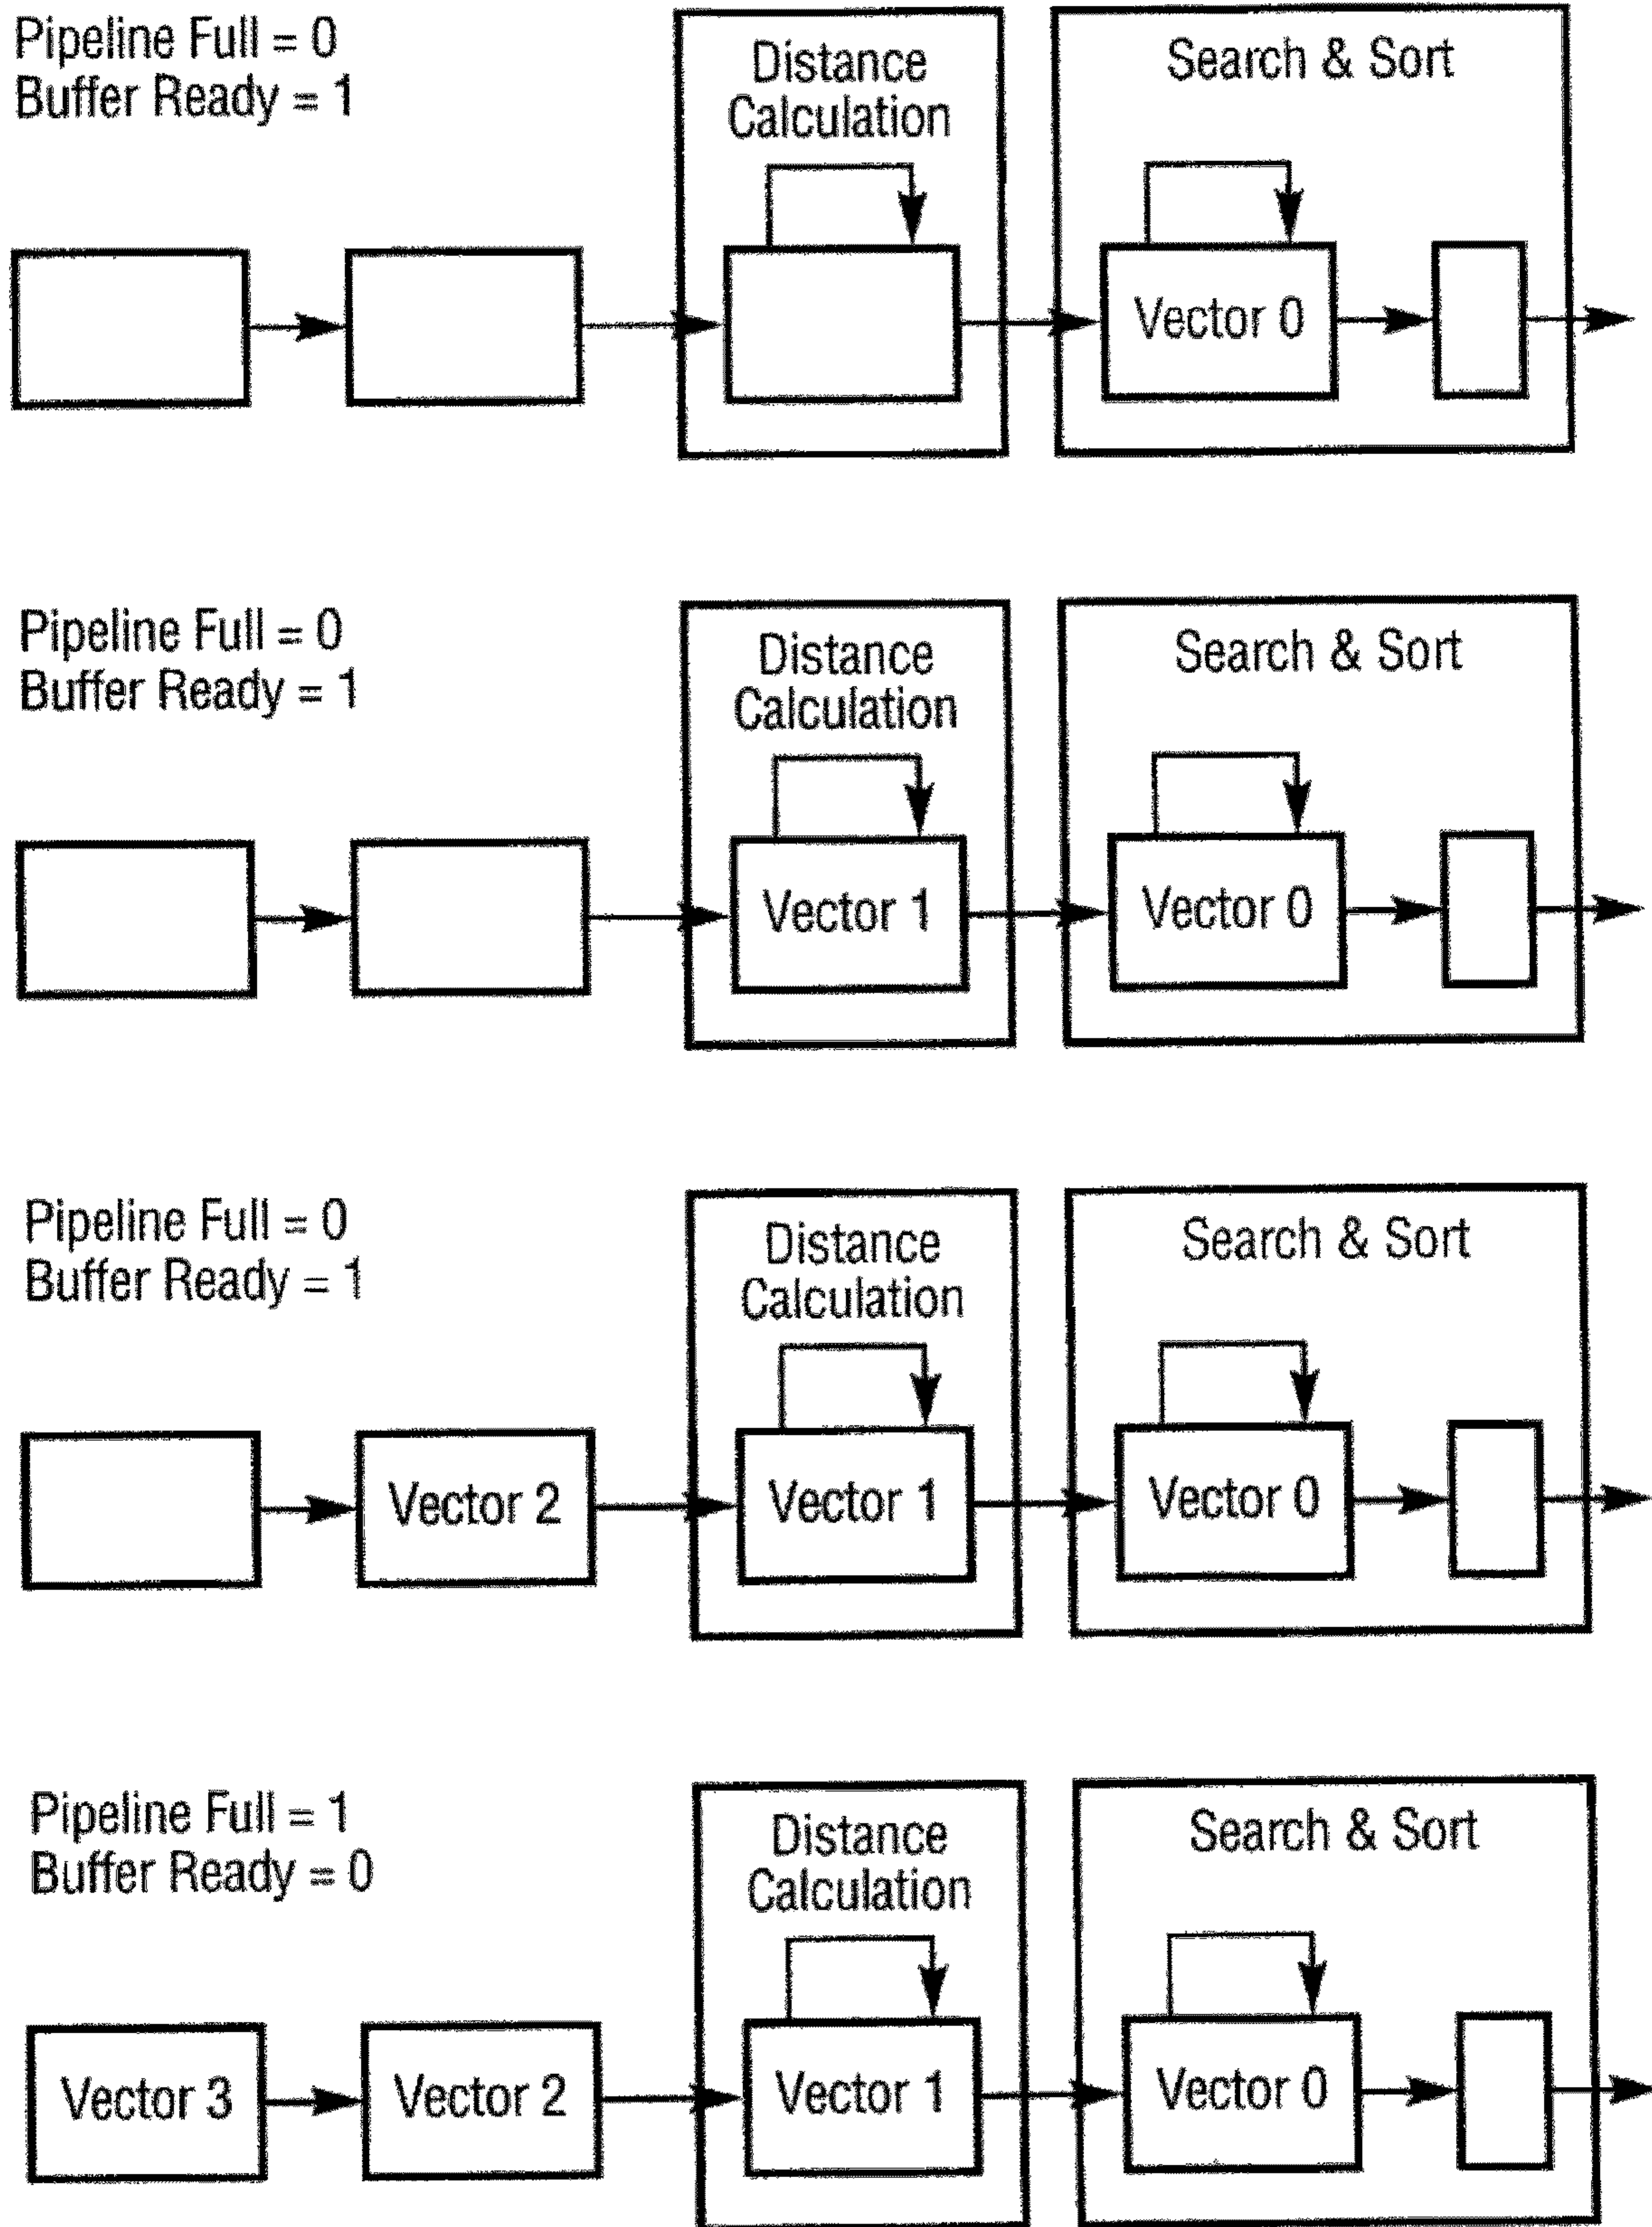 Pipeline Full = 0
Buffer Ready = 1
Distance
Calculation
Search & Sort
Vector 0
Pipeline Full = 0
Buffer Ready = 1
Distance
Calculation
Search & Sort
Vector 1
Vector 0
Pipeline Full = 0
Buffer Ready = 1
Distance
Calculation
Search & Sort
Vector 2
Vector 1
Vector 0
Pipeline Full = 1
Buffer Ready = 0
Distance
Calculation
Search & Sort
Vector 3
Vector 2
Vector 1
Vector 0